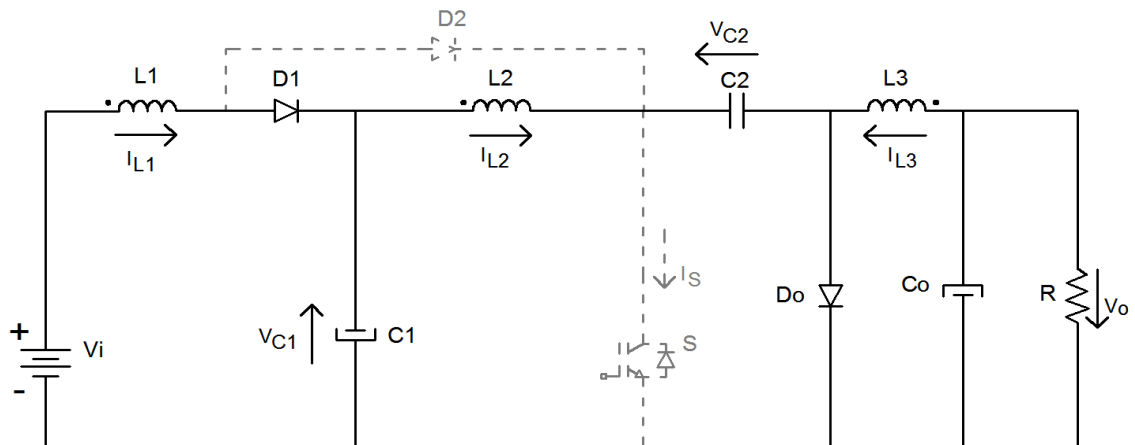 D2
VC2
L1
D1
L2
C2
L3
IL1
IL2
IL3
IS
Do
Co
R
Vo
+
Vi
-
VC1
C1
S